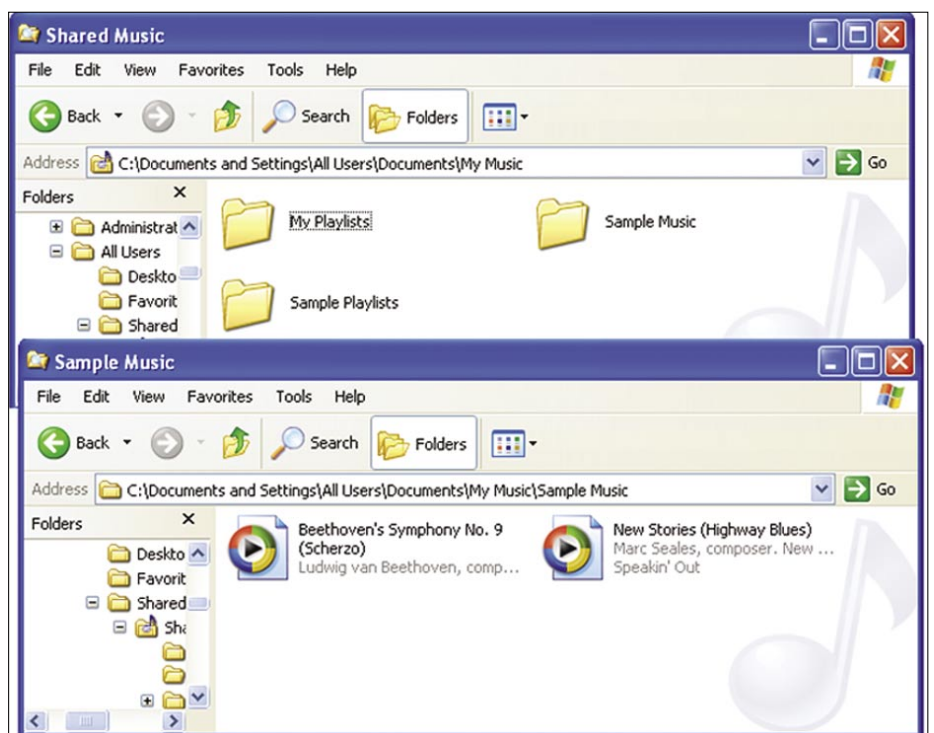 Shared Music
File Edit View Favorites Tools Help
Back Search Folders
Address C:\Documents and Settings\All Users\Documents\My Music Go
Folders
Administrat
All Users
Deskto
Favorit
Shared
My Playlists Sample Music
Sample Playlists
Sample Music
File Edit View Favorites Tools Help
Back Search Folders
Address C:\Documents and Settings\All Users\Documents\My Music\Sample Music Go
Folders
Deskto
Favorit
Shared
Sha
Beethoven's Symphony No. 9
(Scherzo)
Ludwig van Beethoven, comp...
New Stories (Highway Blues)
Marc Seales, composer. New ...
Speakin' Out